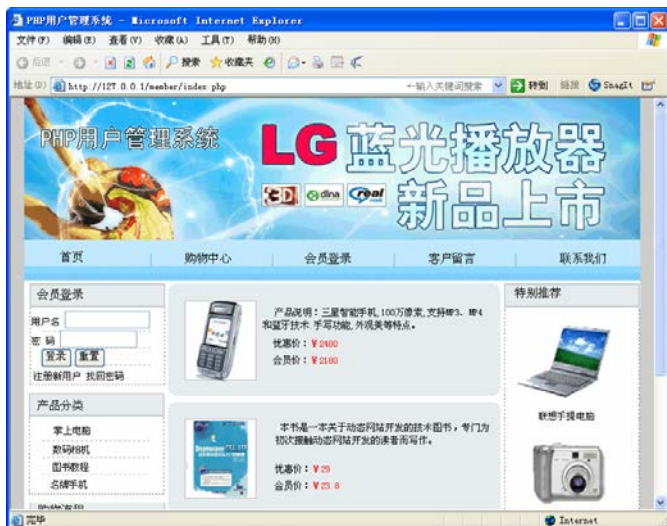 PHP用户管理系统 - Microsoft Internet Explorer
文件(F) 编辑(E) 查看(V) 收藏(A) 工具(T) 帮助(H)
后退 搜索 收藏夹
地址(D) http://127.0.0.1/member/index.php 转到 链接 SnagIt
PHP用户管理系统
LG 蓝光播放器
新品上市
3D dlna real
首页 购物中心 会员登录 客户留言 联系我们
会员登录
用户名
密 码
登录 重置
注册新用户 找回密码
产品分类
掌上电脑
数码相机
图书教程
名牌手机
产品说明：三星智能手机,100万像素,支持MP3、MP4
和蓝牙技术 手写功能,外观美等特点。
优惠价：￥2400
会员价：￥2100
本书是一本关于动态网站开发的技术图书，专门为
初次接触动态网站开发的读者而写作。
优惠价：￥29
会员价：￥23.8
特别推荐
联想手提电脑
完毕 Internet